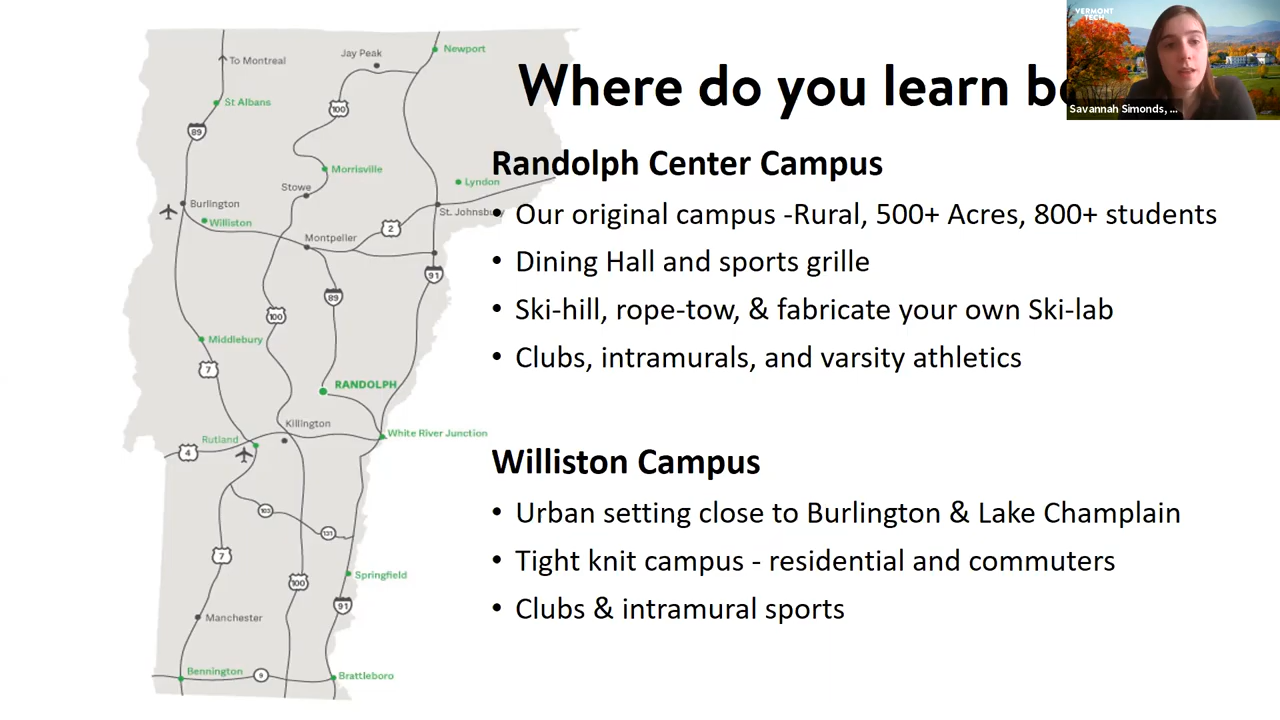 Where do you learn
VERMONT
TECH
Savannah Simonds, ...
Randolph Center Campus
• Our original campus -Rural, 500+ Acres, 800+ students
• Dining Hall and sports grille
• Ski-hill, rope-tow, & fabricate your own Ski-lab
• Clubs, intramurals, and varsity athletics
Williston Campus
• Urban setting close to Burlington & Lake Champlain
• Tight knit campus - residential and commuters
• Clubs & intramural sports
Newport
Jay Peak
To Montreal
St Albans
100
89
Morrisville
Lyndon
Stowe
Burlington
St. Johnsbu
Williston
2
Montpelier
91
89
100
Middlebury
7
RANDOLPH
Killington
White River Junction
Rutland
4
103
131
7
Springfield
100
91
Manchester
Bennington
9
Brattleboro